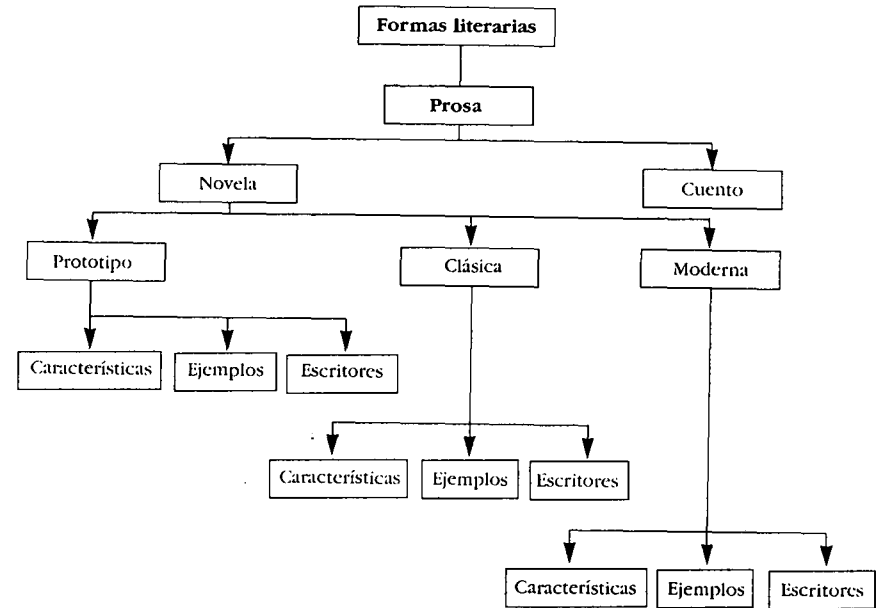 Formas literarias
Prosa
Novela
Cuento
Prototipo
Clásica
Moderna
Características
Ejemplos
Escritores
Características
Ejemplos
Escritores
Características
Ejemplos
Escritores